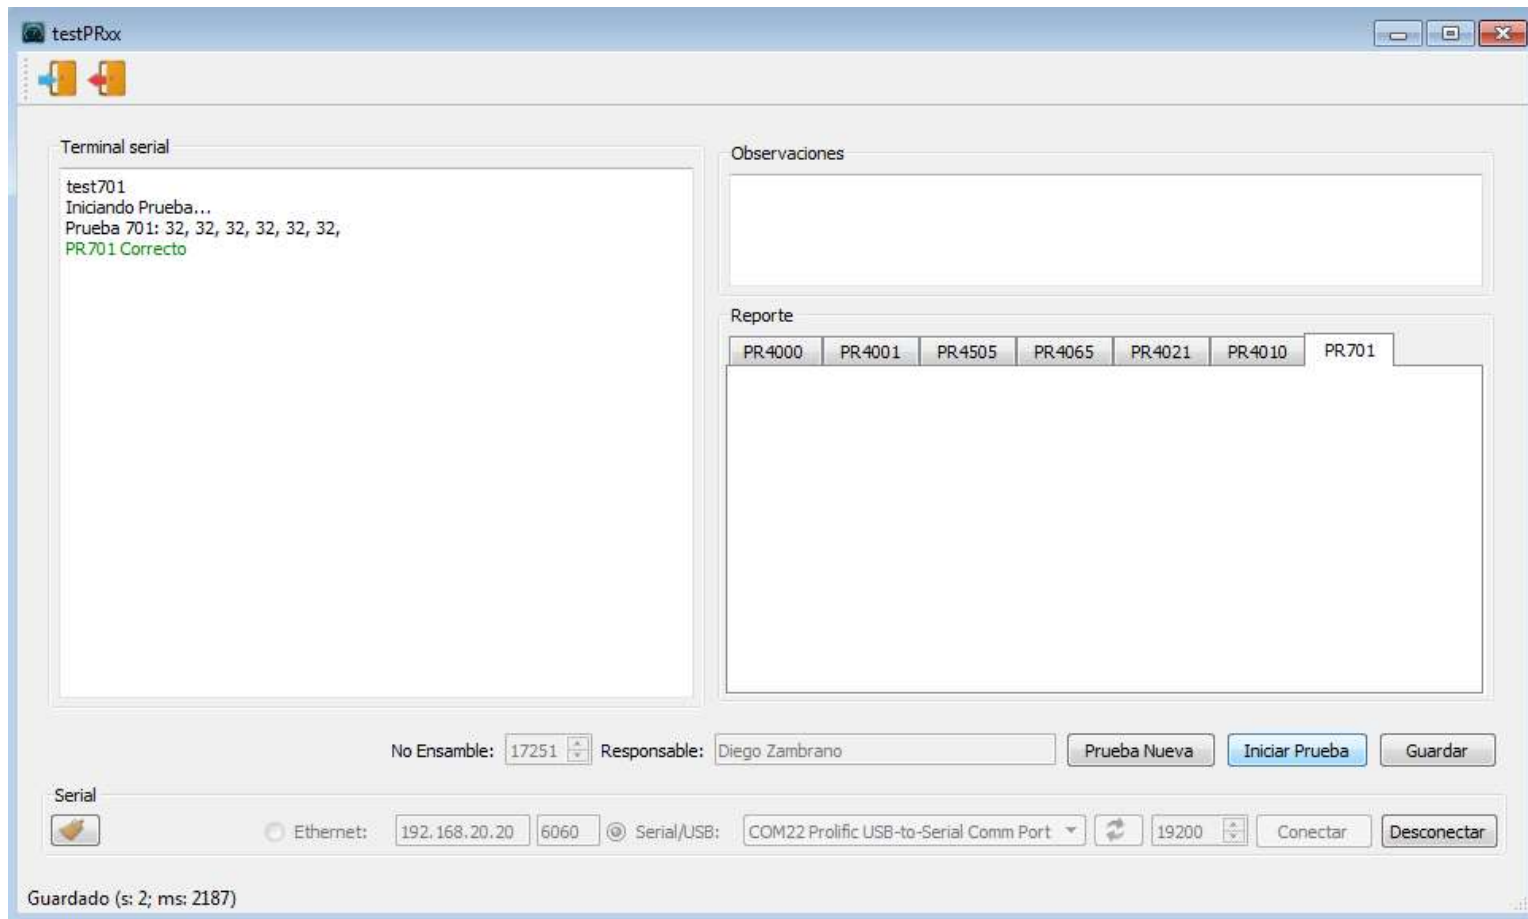 testPRxx
Terminal serial
test701
Iniciando Prueba...
Prueba 701: 32, 32, 32, 32, 32, 32,
PR701 Correcto
Observaciones
Reporte
PR4000 PR4001 PR4505 PR4065 PR4021 PR4010 PR701
No Ensamble: 17251 Responsable: Diego Zambrano Prueba Nueva Iniciar Prueba Guardar
Serial
Ethernet: 192.168.20.20 6060 Serial/USB: COM22 Prolific USB-to-Serial Comm Port 19200 Conectar Desconectar
Guardado (s: 2; ms: 2187)